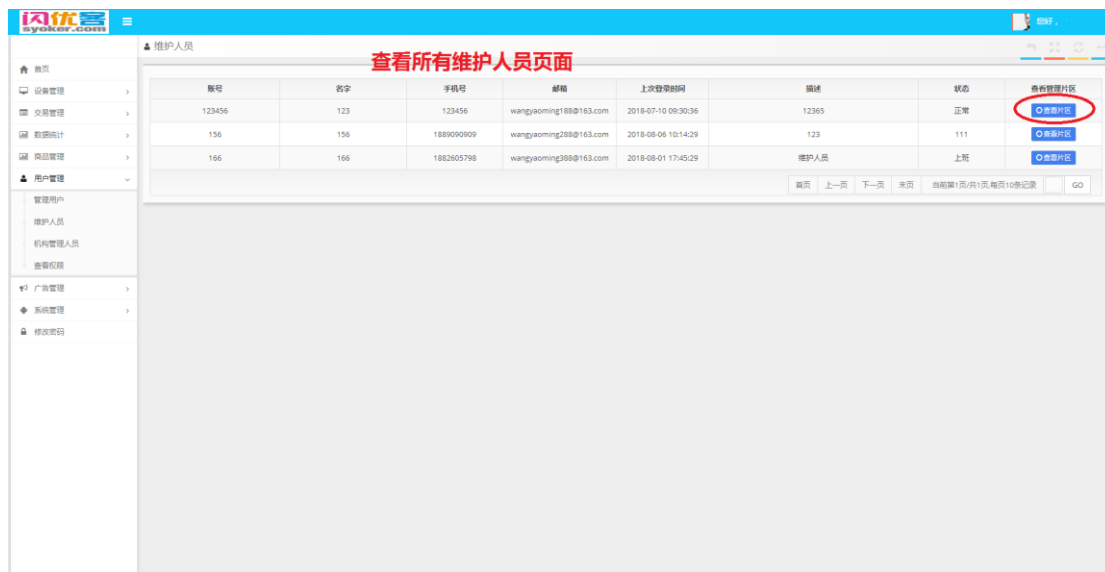 闪优客
syoker.com
您好，
维护人员
查看所有维护人员页面
首页
设备管理
交易管理
数据统计
商品管理
用户管理
管理用户
维护人员
机构管理人员
查看权限
广告管理
系统管理
修改密码
账号 名字 手机号 邮箱 上次登录时间 描述 状态 查看管理片区
123456 123 123456 wangyaoming188@163.com 2018-07-10 09:30:36 12365 正常 查看片区
156 156 1889090909 wangyaoming288@163.com 2018-08-06 10:14:29 123 111 查看片区
166 166 1882605798 wangyaoming388@163.com 2018-08-01 17:45:29 维护人员 上班 查看片区
首页 上一页 下一页 末页 当前第1页/共1页,每页10条记录 GO